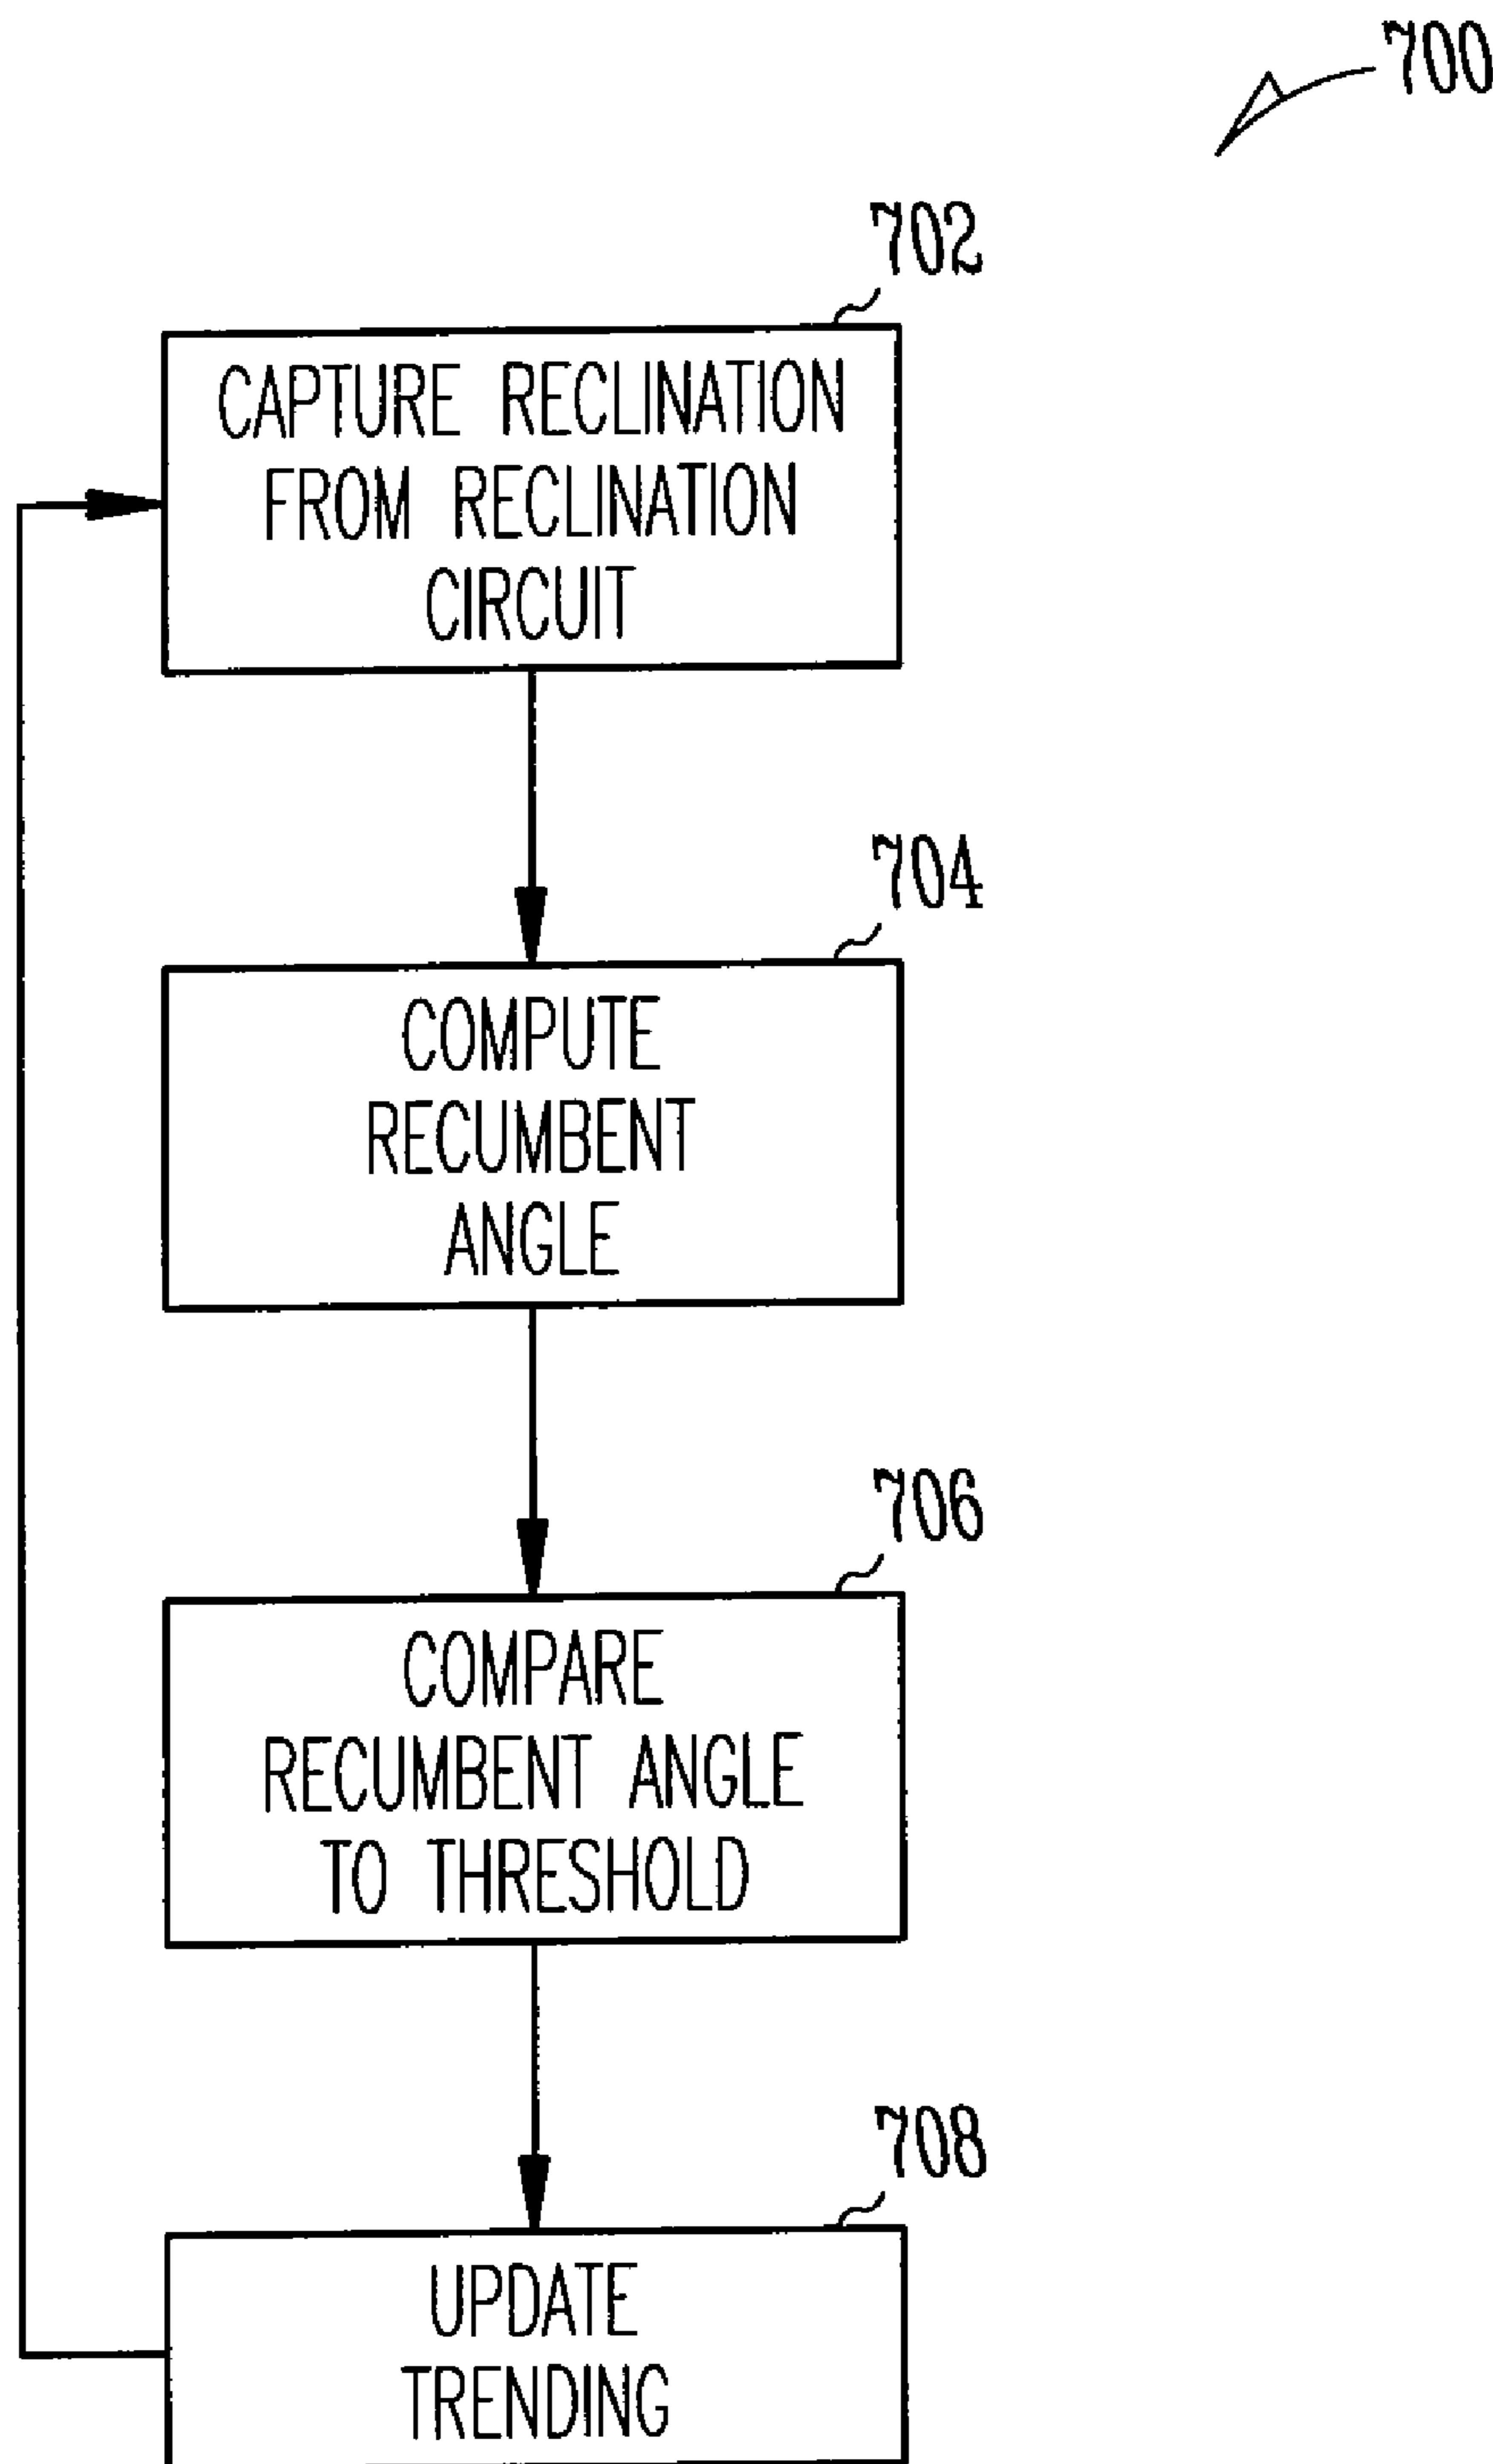 700
702
CAPTURE RECLINATION
FROM RECLINATION
CIRCUIT
704
COMPUTE
RECUMBENT
ANGLE
706
COMPARE
RECUMBENT ANGLE
TO THRESHOLD
708
UPDATE
TRENDING